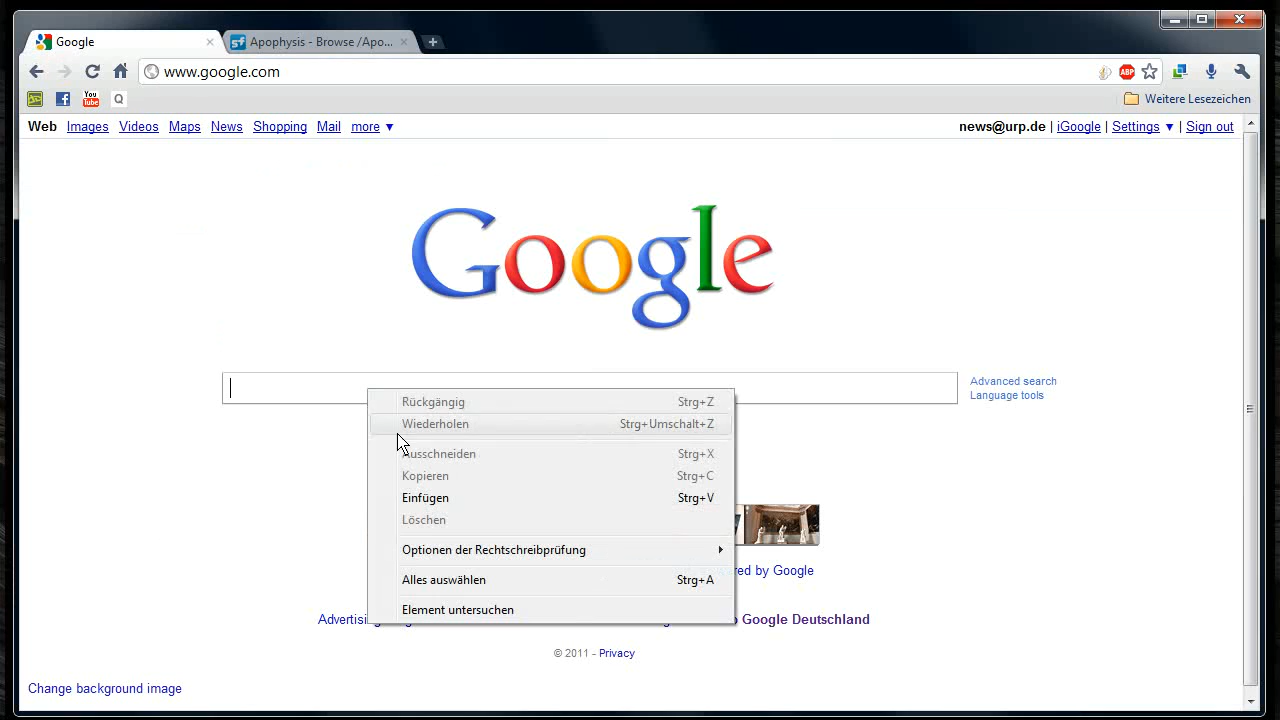 Google
Apophysis - Browse /Apo...
www.google.com
ABP
You Tube
Q
Weitere Lesezeichen
Web Images Videos Maps News Shopping Mail more ▼
news@urp.de | iGoogle | Settings ▼ | Sign out
Google
Advanced search
Language tools
Rückgängig Strg+Z
Wiederholen Strg+Umschalt+Z
Ausschneiden Strg+X
Kopieren Strg+C
Einfügen Strg+V
Löschen
Optionen der Rechtschreibprüfung
Alles auswählen Strg+A
Element untersuchen
by Google
Google Deutschland
© 2011 - Privacy
Change background image